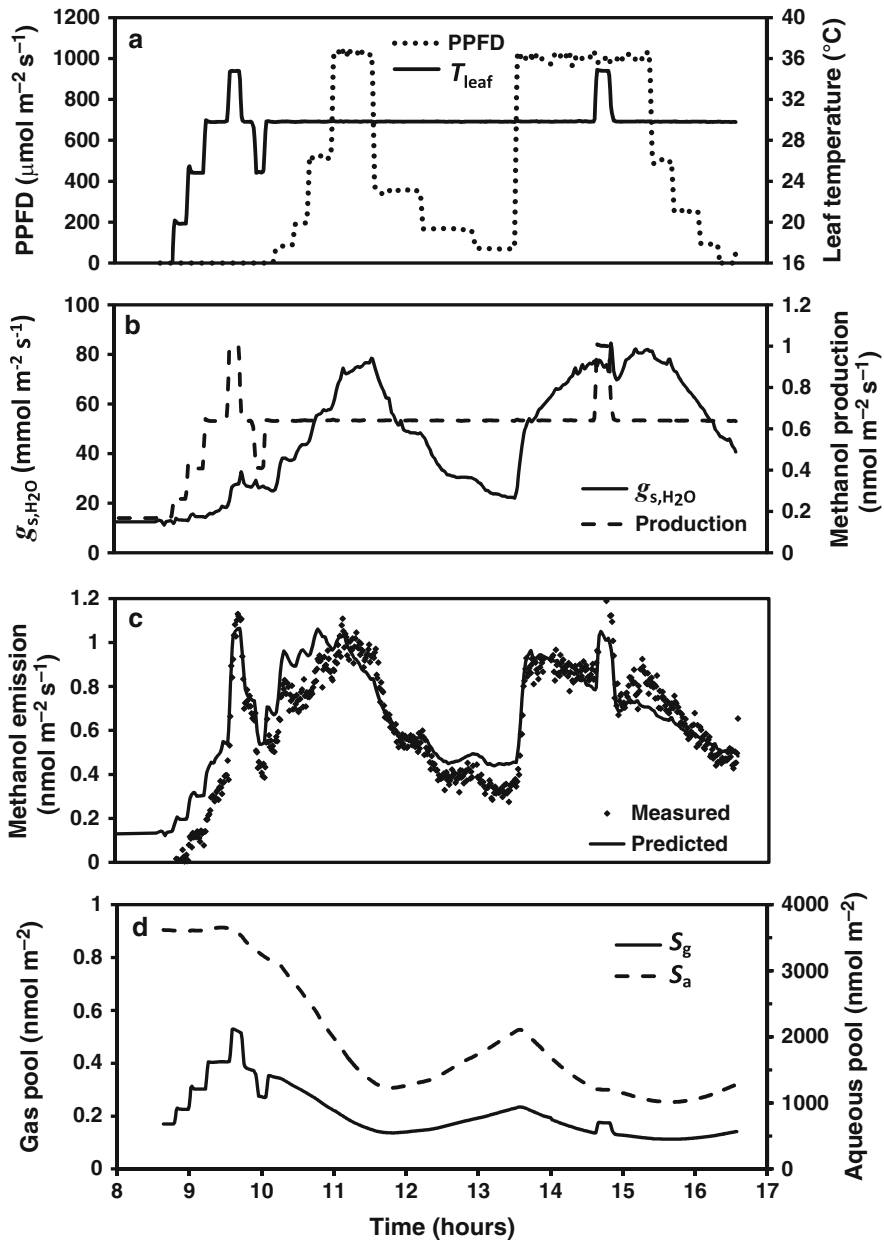 a
1200
1000
800
600
400
200
0
PPFD (μmol m−2 s−1)
PPFD
Tleaf
40
36
32
28
24
20
16
Leaf temperature (°C)
b
100
80
60
40
20
0
gs,H2O (mmol m-2 s-1)
gs,H2O
Production
1.2
1
0.8
0.6
0.4
0.2
0
Methanol production
(nmol m-2 s-1)
c
1.2
1
0.8
0.6
0.4
0.2
0
Methanol emission
(nmol m−2 s−1)
Measured
Predicted
d
1
0.8
0.6
0.4
0.2
0
Gas pool (nmol m−2)
Sg
Sa
4000
3000
2000
1000
0
Aqueous pool (nmol m−2)
8 9 10 11 12 13 14 15 16 17
Time (hours)